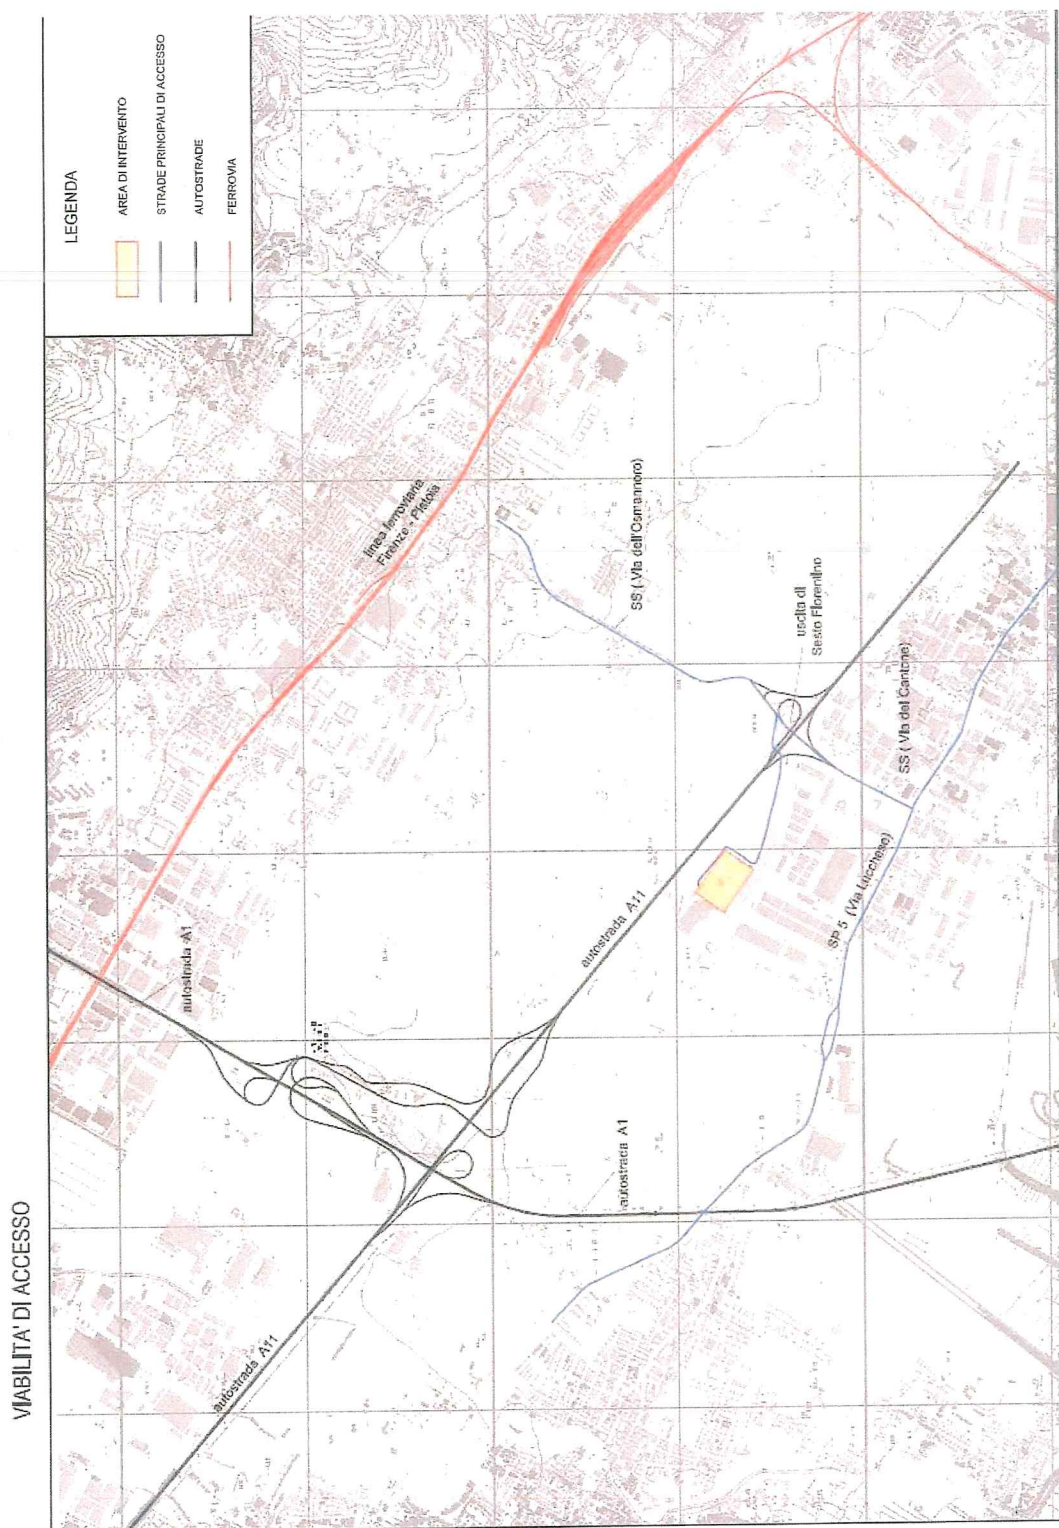 VIABILITA' DI ACCESSO
LEGENDA
AREA DI INTERVENTO
STRADE PRINCIPALI DI ACCESSO
AUTOSTRADE
FERROVIA
linea ferroviaria
Firenze - Pistoia
autostrada A1
autostrada A11
SS ( Via dell'Osmannoro)
uscita di
Sesto Fiorentino
autostrada A11
SS ( Via del Cantone)
SP 5 (Via Lucchese)
autostrada A1